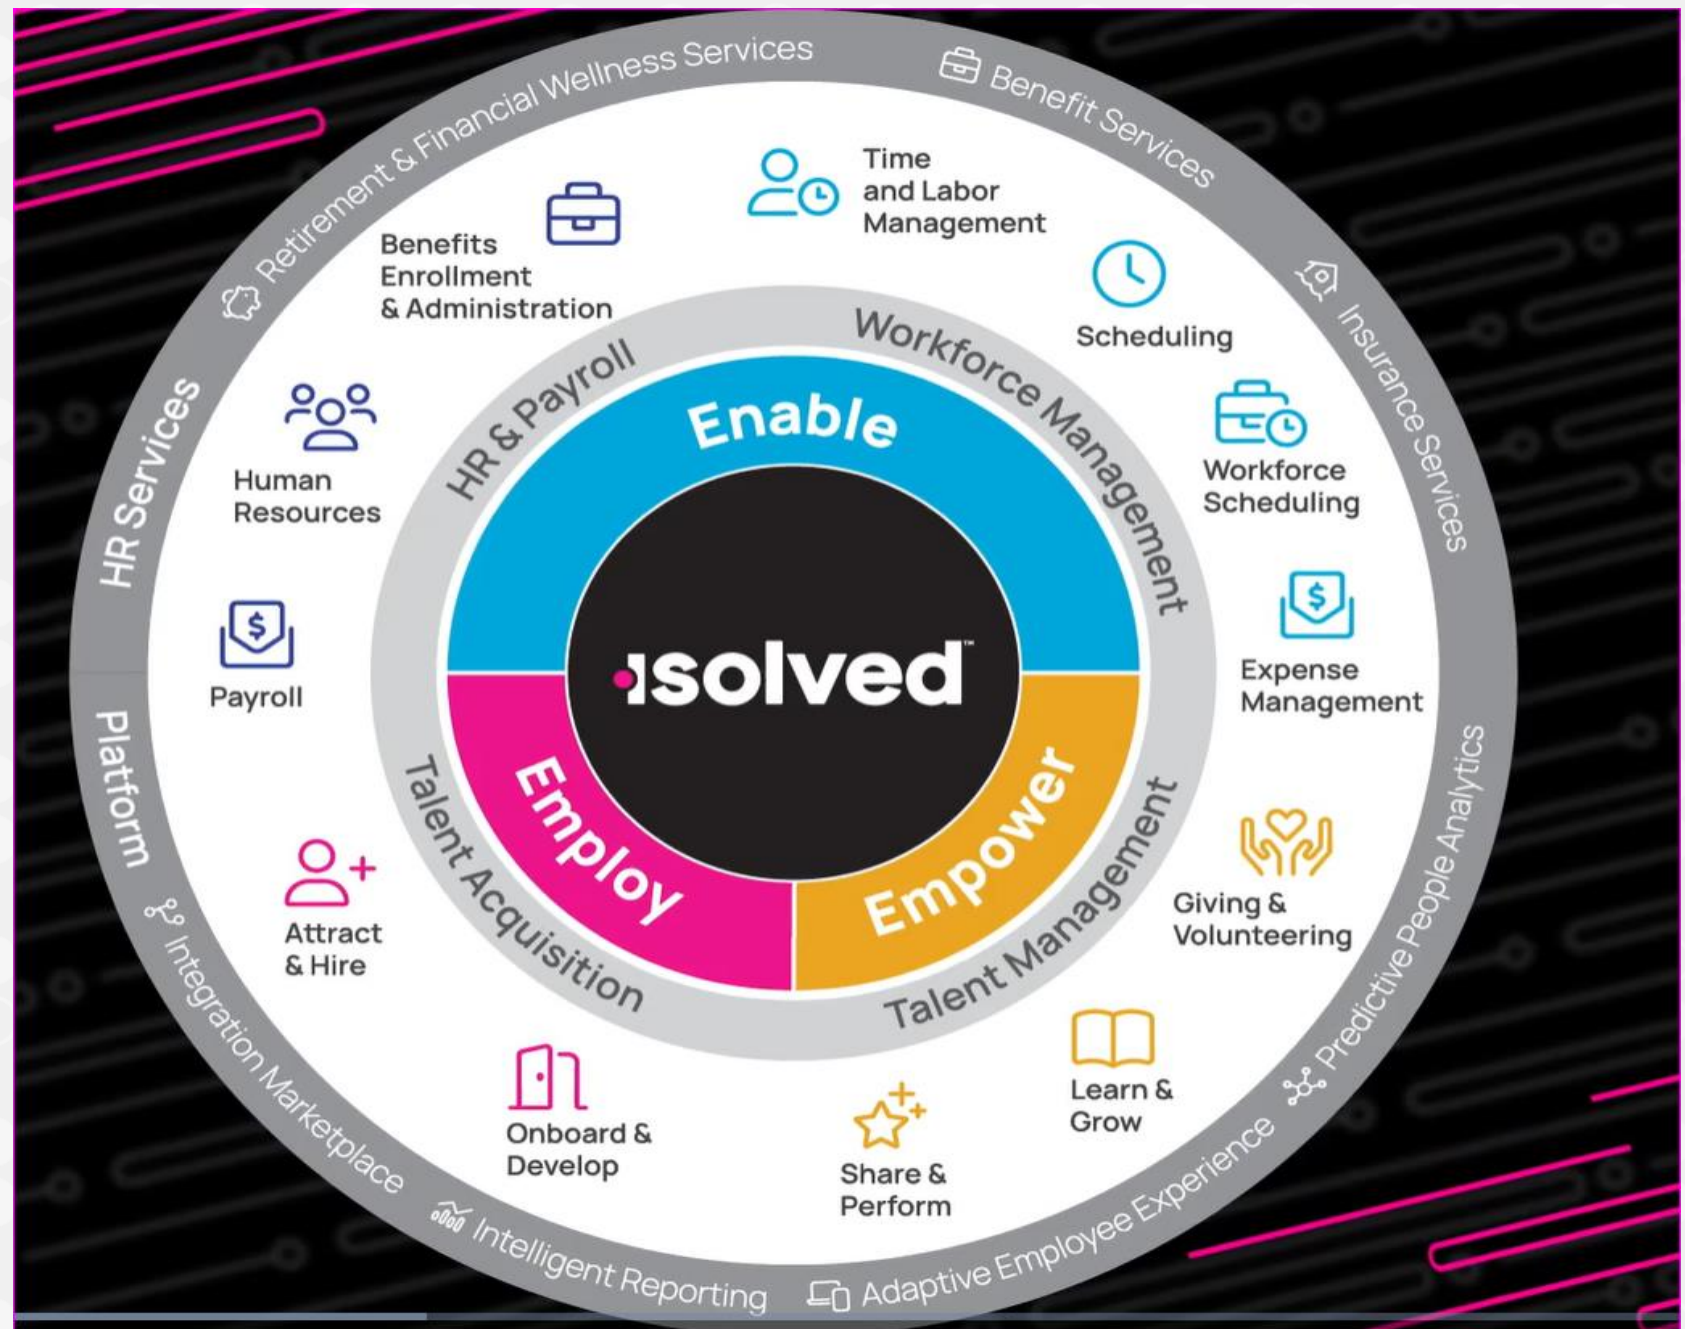 Retirement & Financial Wellness Services
Benefit Services
Insurance Services
HR Services
Platform
Integration Marketplace
Intelligent Reporting
Adaptive Employee Experience
Predictive People Analytics
Benefits
Enrollment
& Administration
Time
and Labor
Management
Scheduling
Workforce
Scheduling
Expense
Management
Human
Resources
Payroll
Attract
& Hire
Onboard &
Develop
Share &
Perform
Learn &
Grow
Giving &
Volunteering
HR & Payroll
Workforce Management
Talent Acquisition
Talent Management
Enable
Employ
Empower
isolved™